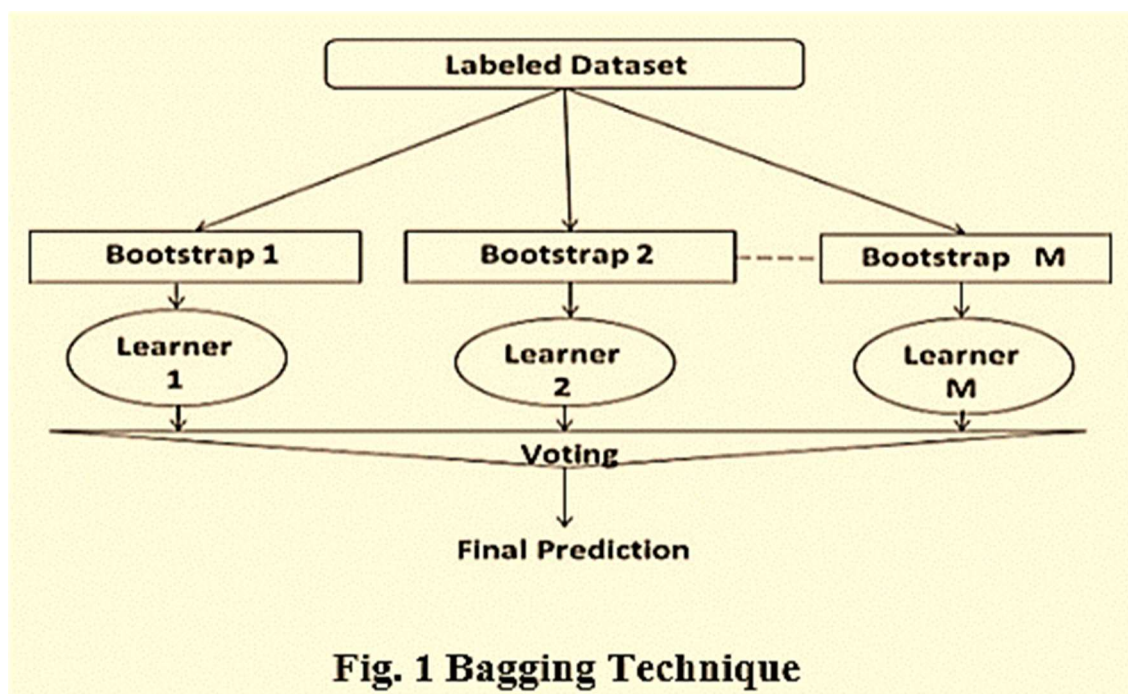 Labeled Dataset
Bootstrap 1
Bootstrap 2
Bootstrap M
Learner
1
Learner
2
Learner
M
Voting
Final Prediction
Fig. 1 Bagging Technique